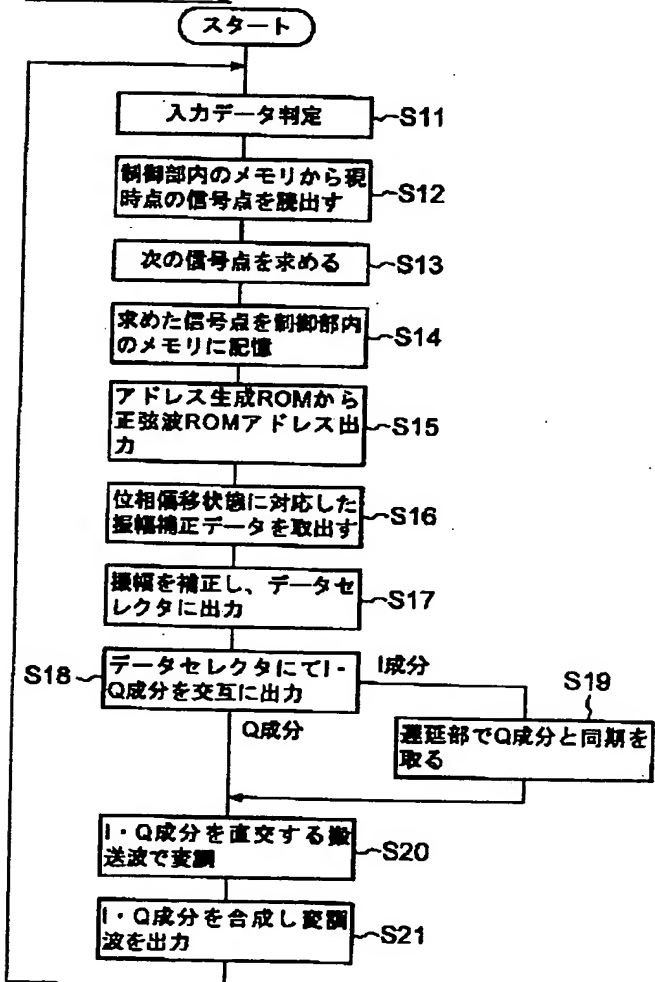 スタート
入力データ判定
S11
制御部内のメモリから現
時点の信号点を読出す
S12
次の信号点を求める
S13
求めた信号点を制御部内
のメモリに記憶
S14
アドレス生成ROMから
正弦波ROMアドレス出
力
S15
位相偏移状態に対応した
振幅補正データを取出す
S16
振幅を補正し、データセ
レクタに出力
S17
S18
データセレクタにてI・
Q成分を交互に出力
I成分
Q成分
S19
遅延部でQ成分と同期を
取る
I・Q成分を直交する搬
送波で変調
S20
I・Q成分を合成し変調
波を出力
S21